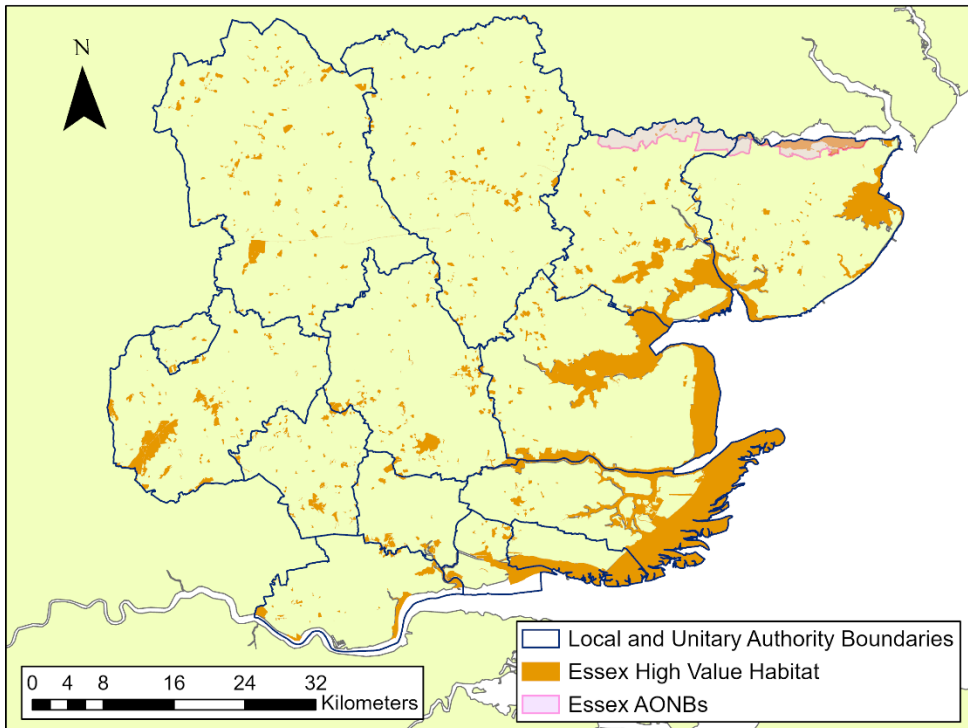 N
Local and Unitary Authority Boundaries
Essex High Value Habitat
Essex AONBs
0 4 8 16 24 32
Kilometers